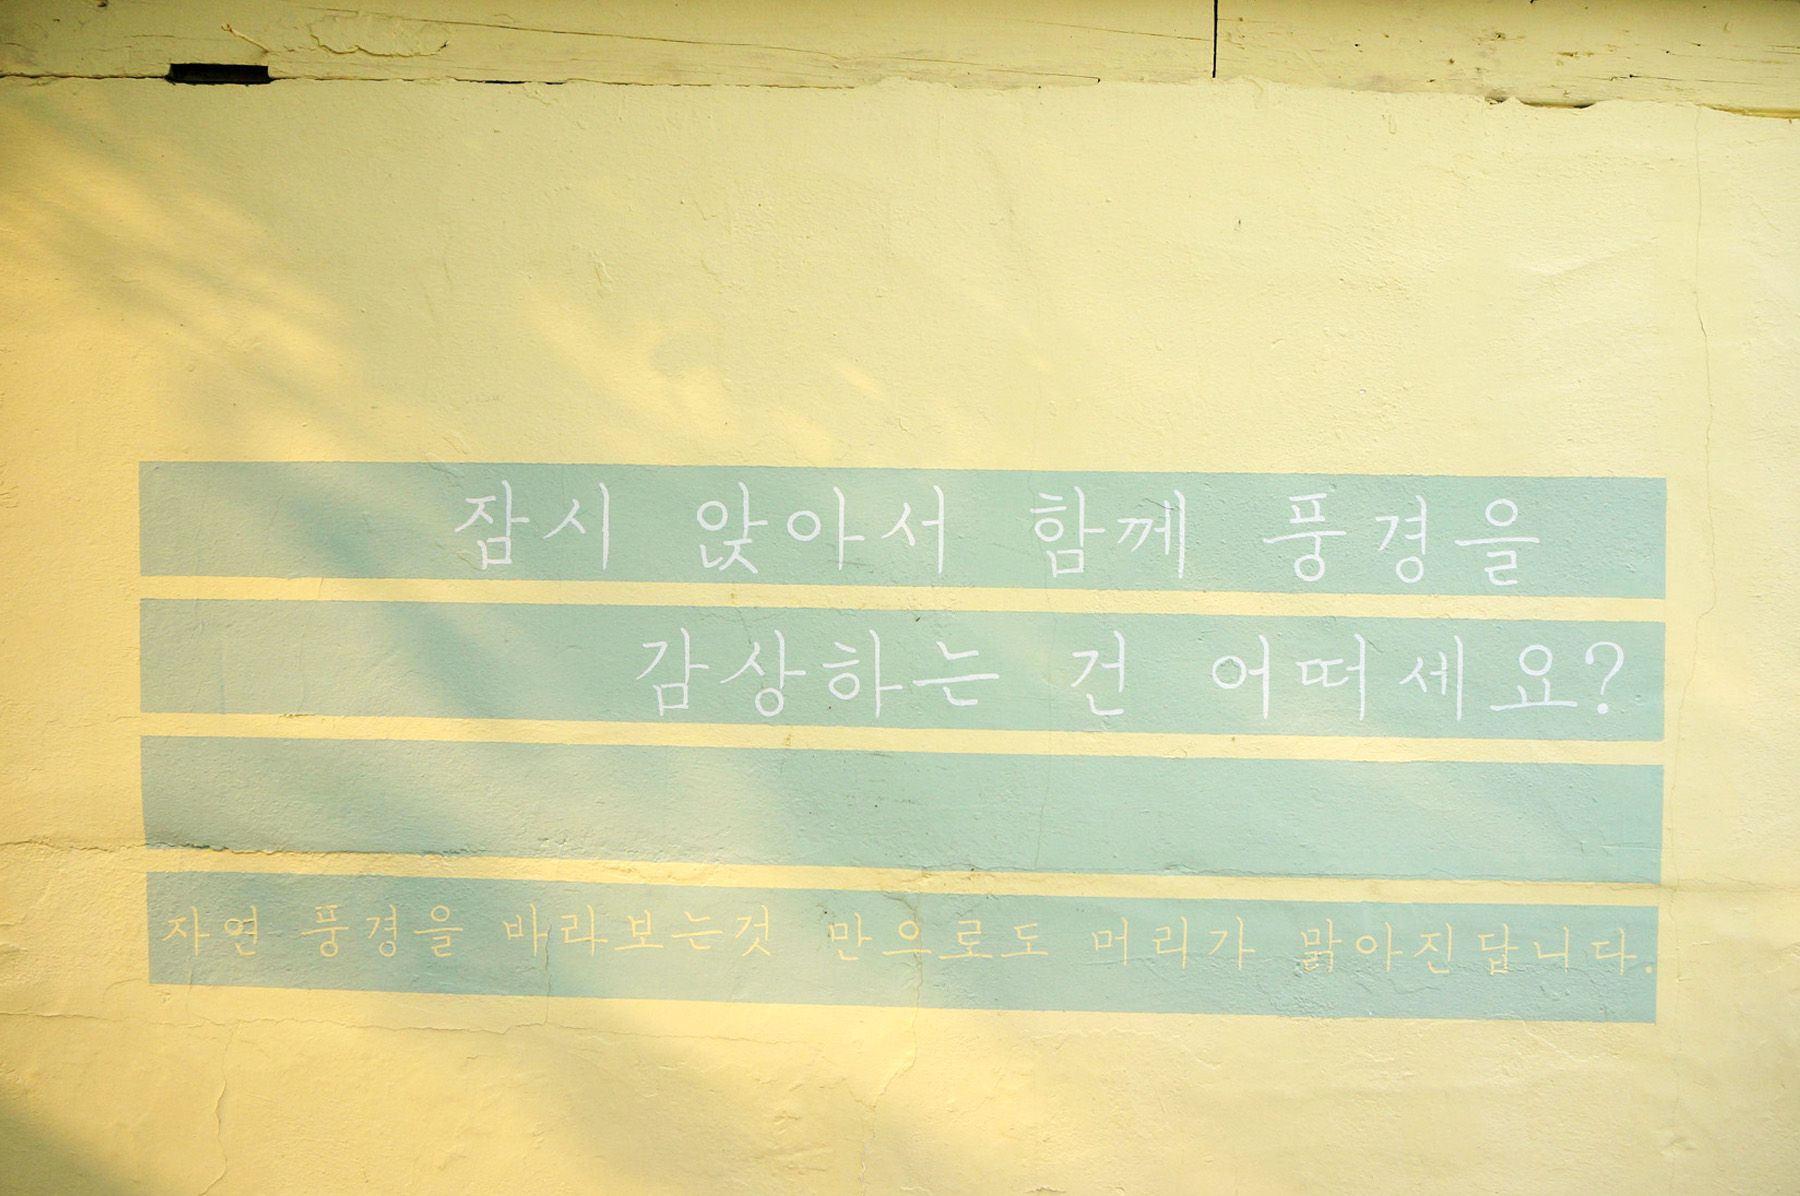 잠시 앉아서 함께 풍경을
감상하는 건 어떠세요?
자연 풍경을 바라보는것 만으로도 머리가 맑아진답니다.